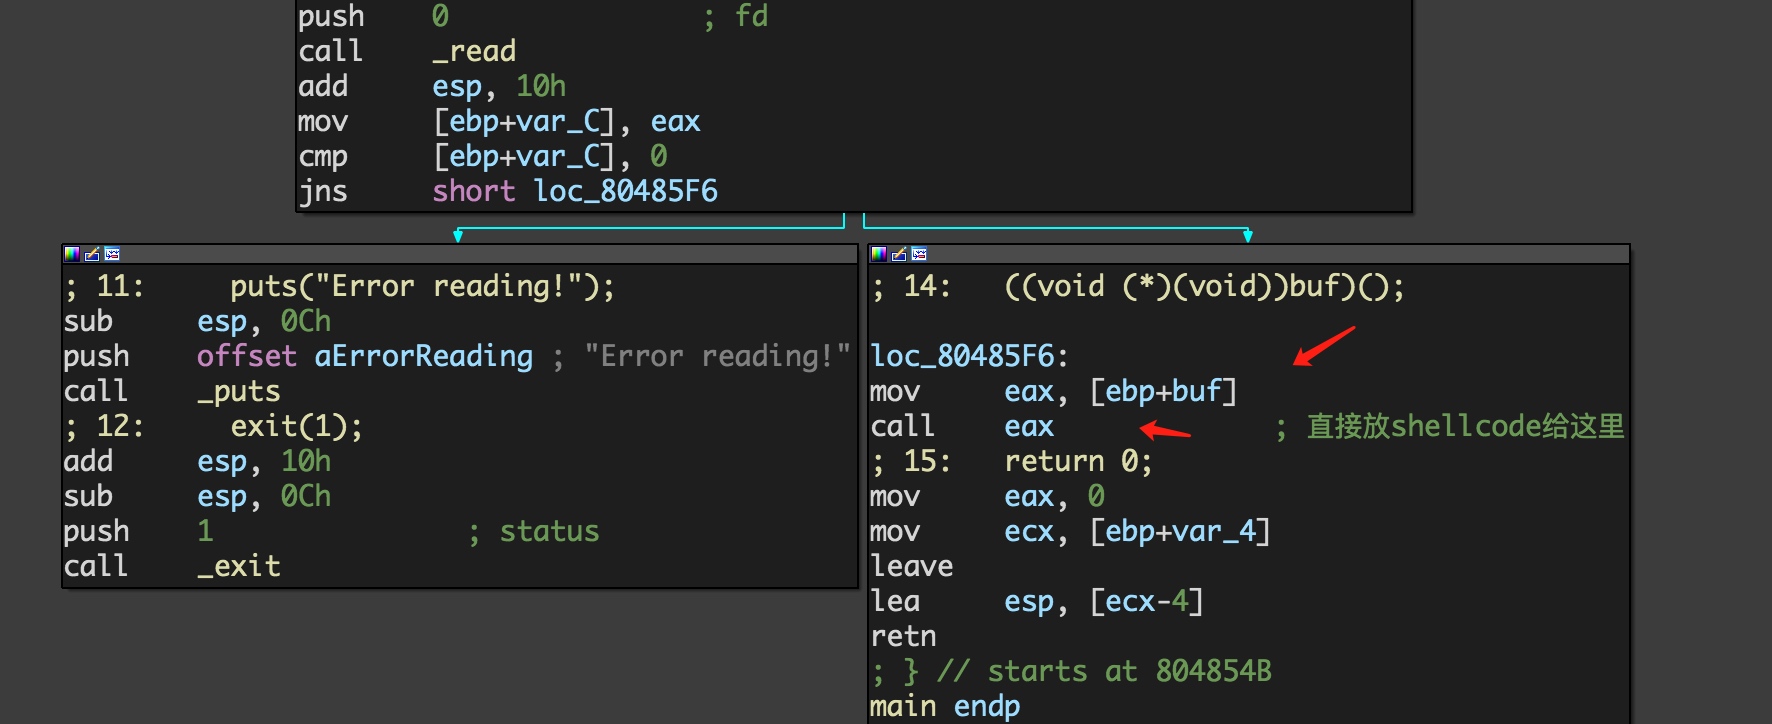 push 0 ; fd
call _read
add esp, 10h
mov [ebp+var_C], eax
cmp [ebp+var_C], 0
jns short loc_80485F6
; 11: puts("Error reading!");
sub esp, 0Ch
push offset aErrorReading ; "Error reading!"
call _puts
; 12: exit(1);
add esp, 10h
sub esp, 0Ch
push 1 ; status
call _exit
; 14: ((void (*)(void))buf)();
loc_80485F6:
mov eax, [ebp+buf]
call eax ; 直接放shellcode给这里
; 15: return 0;
mov eax, 0
mov ecx, [ebp+var_4]
leave
lea esp, [ecx-4]
retn
; } // starts at 804854B
main endp